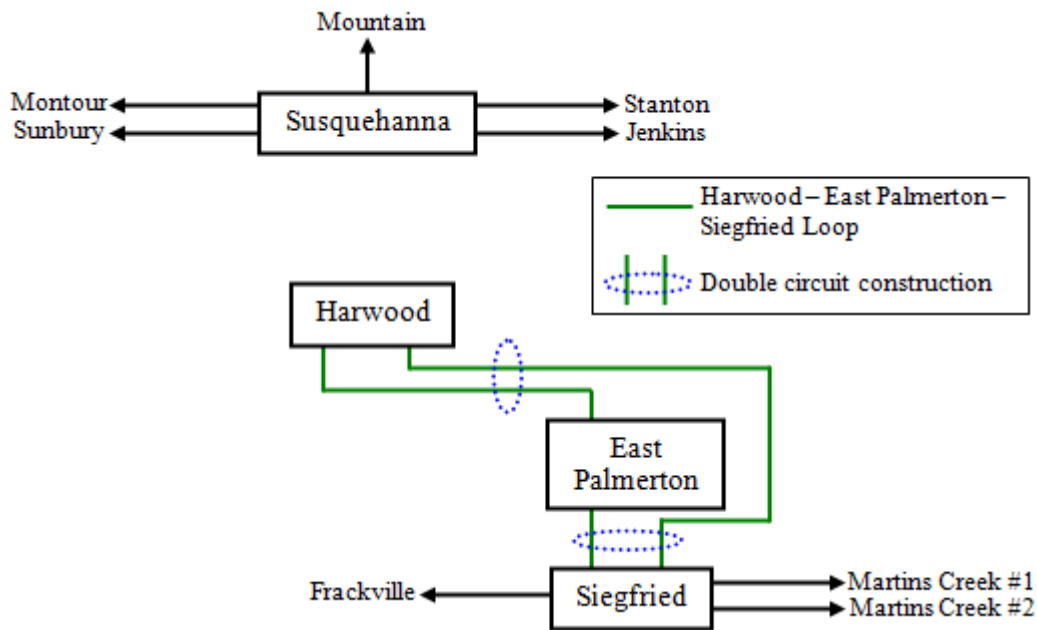 Mountain
Montour
Sunbury
Susquehanna
Stanton
Jenkins
Harwood – East Palmerton –
Siegfried Loop
Double circuit construction
Harwood
East
Palmerton
Frackville
Siegfried
Martins Creek #1
Martins Creek #2